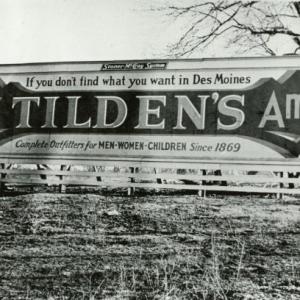 Stoner-McCray System
If you don't find what you want in Des Moines
TILDEN'S
Complete Outfitters for MEN-WOMEN-CHILDREN Since 1869